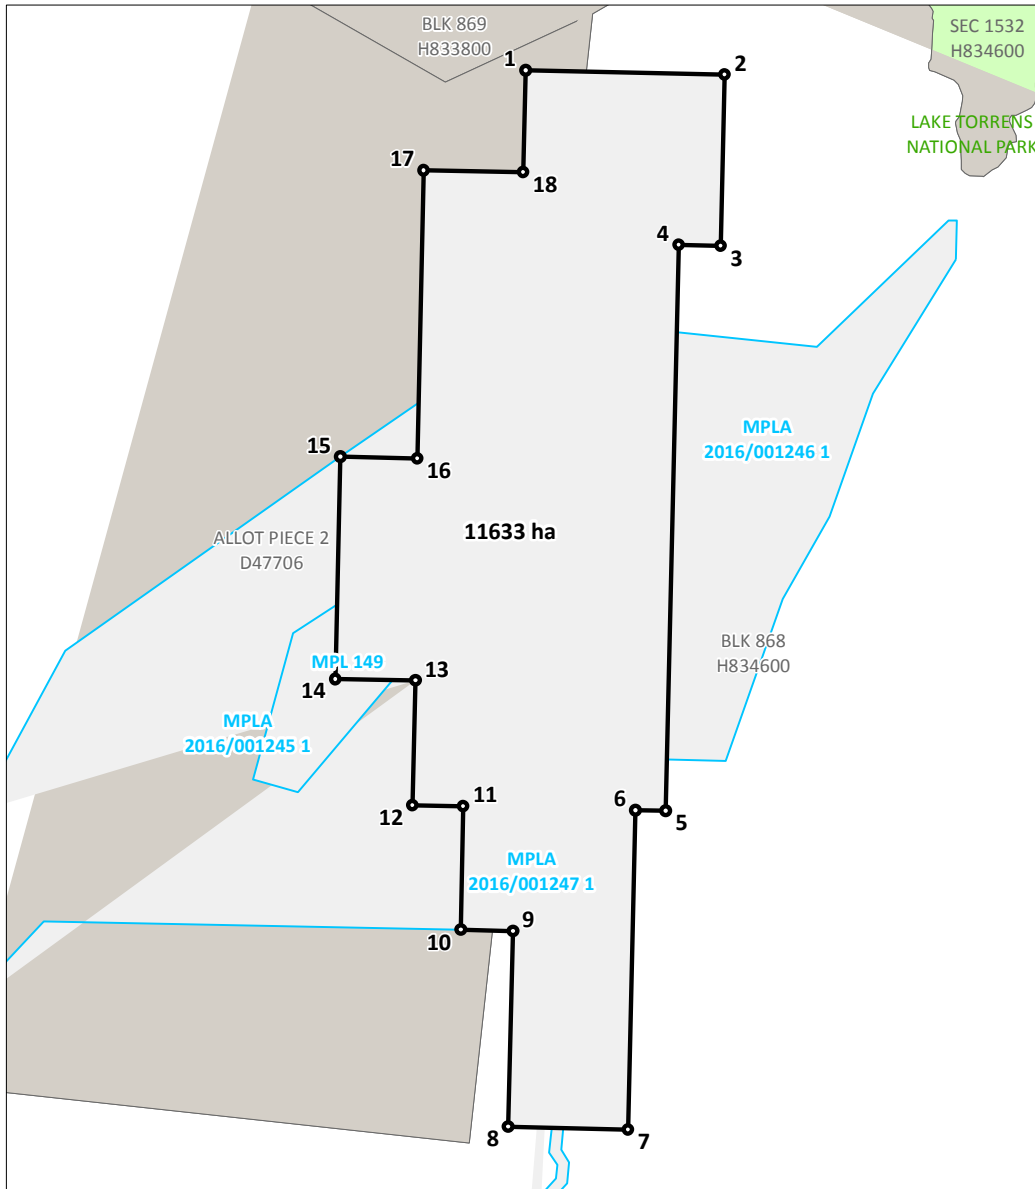 BLK 869
H833800
SEC 1532
H834600
1
2
LAKE TORRENS
NATIONAL PARK
17
18
4
3
MPLA
2016/001246 1
15
16
11633 ha
ALLOT PIECE 2
D47706
BLK 868
H834600
MPL 149
13
14
MPLA
2016/001245 1
11
6
12
5
MPLA
2016/001247 1
9
10
8
7